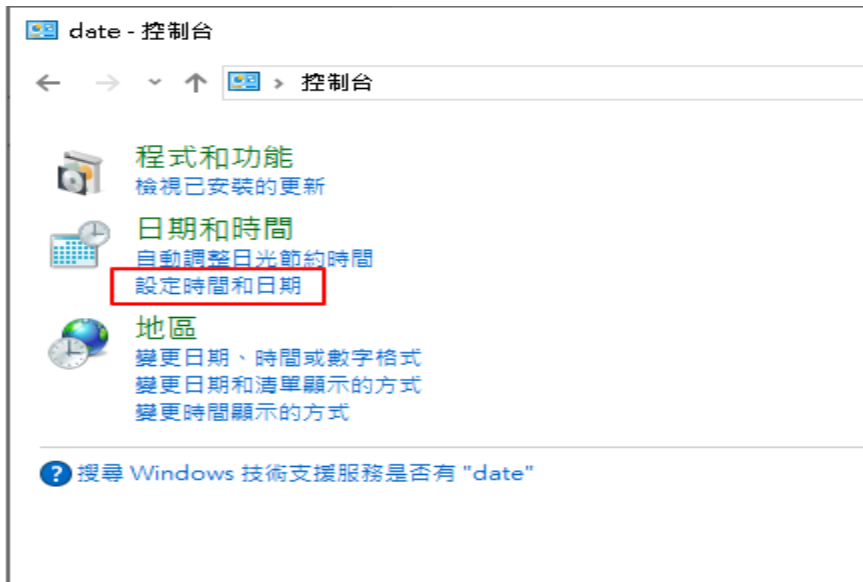 date - 控制台
控制台
程式和功能
檢視已安裝的更新
日期和時間
自動調整日光節約時間
設定時間和日期
地區
變更日期、時間或數字格式
變更日期和清單顯示的方式
變更時間顯示的方式
搜尋 Windows 技術支援服務是否有 "date"